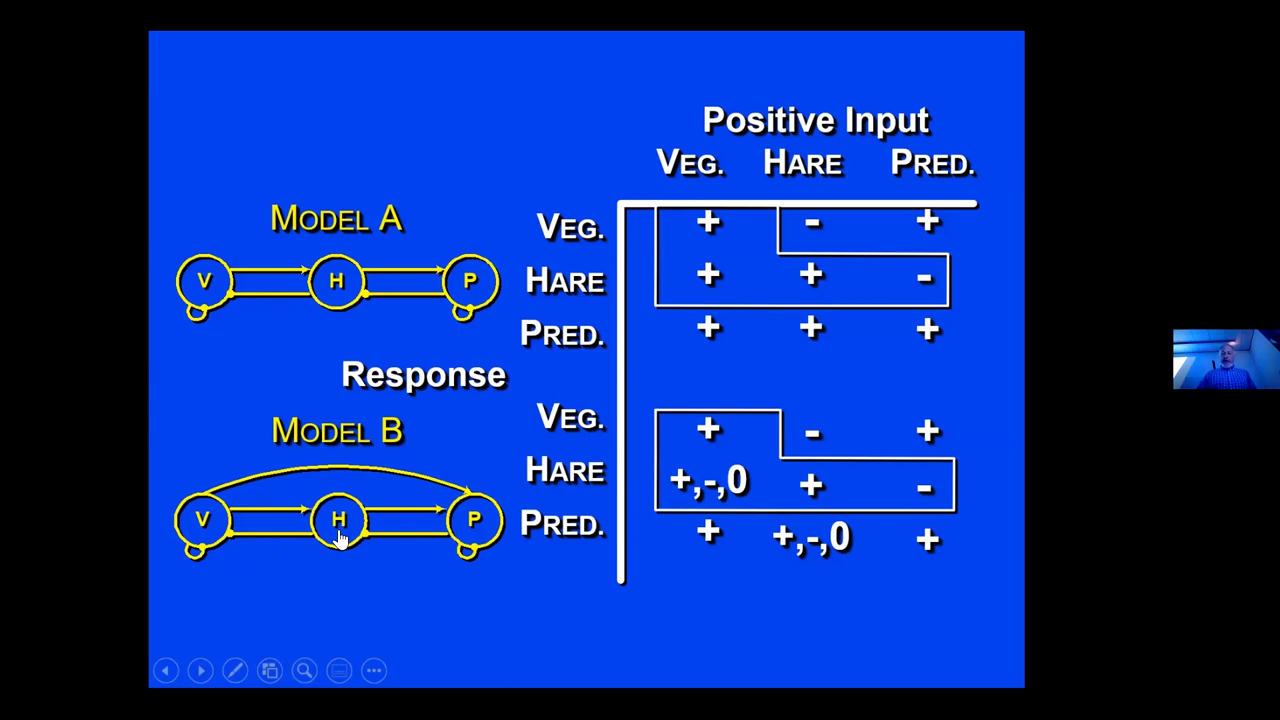 Positive Input
VEG. HARE PRED.
MODEL A
VEG. + - +
V H P
HARE + + -
PRED. + + +
Response
MODEL B
VEG. + - +
HARE +,-,0 + -
V H P
PRED. + +,-,0 +